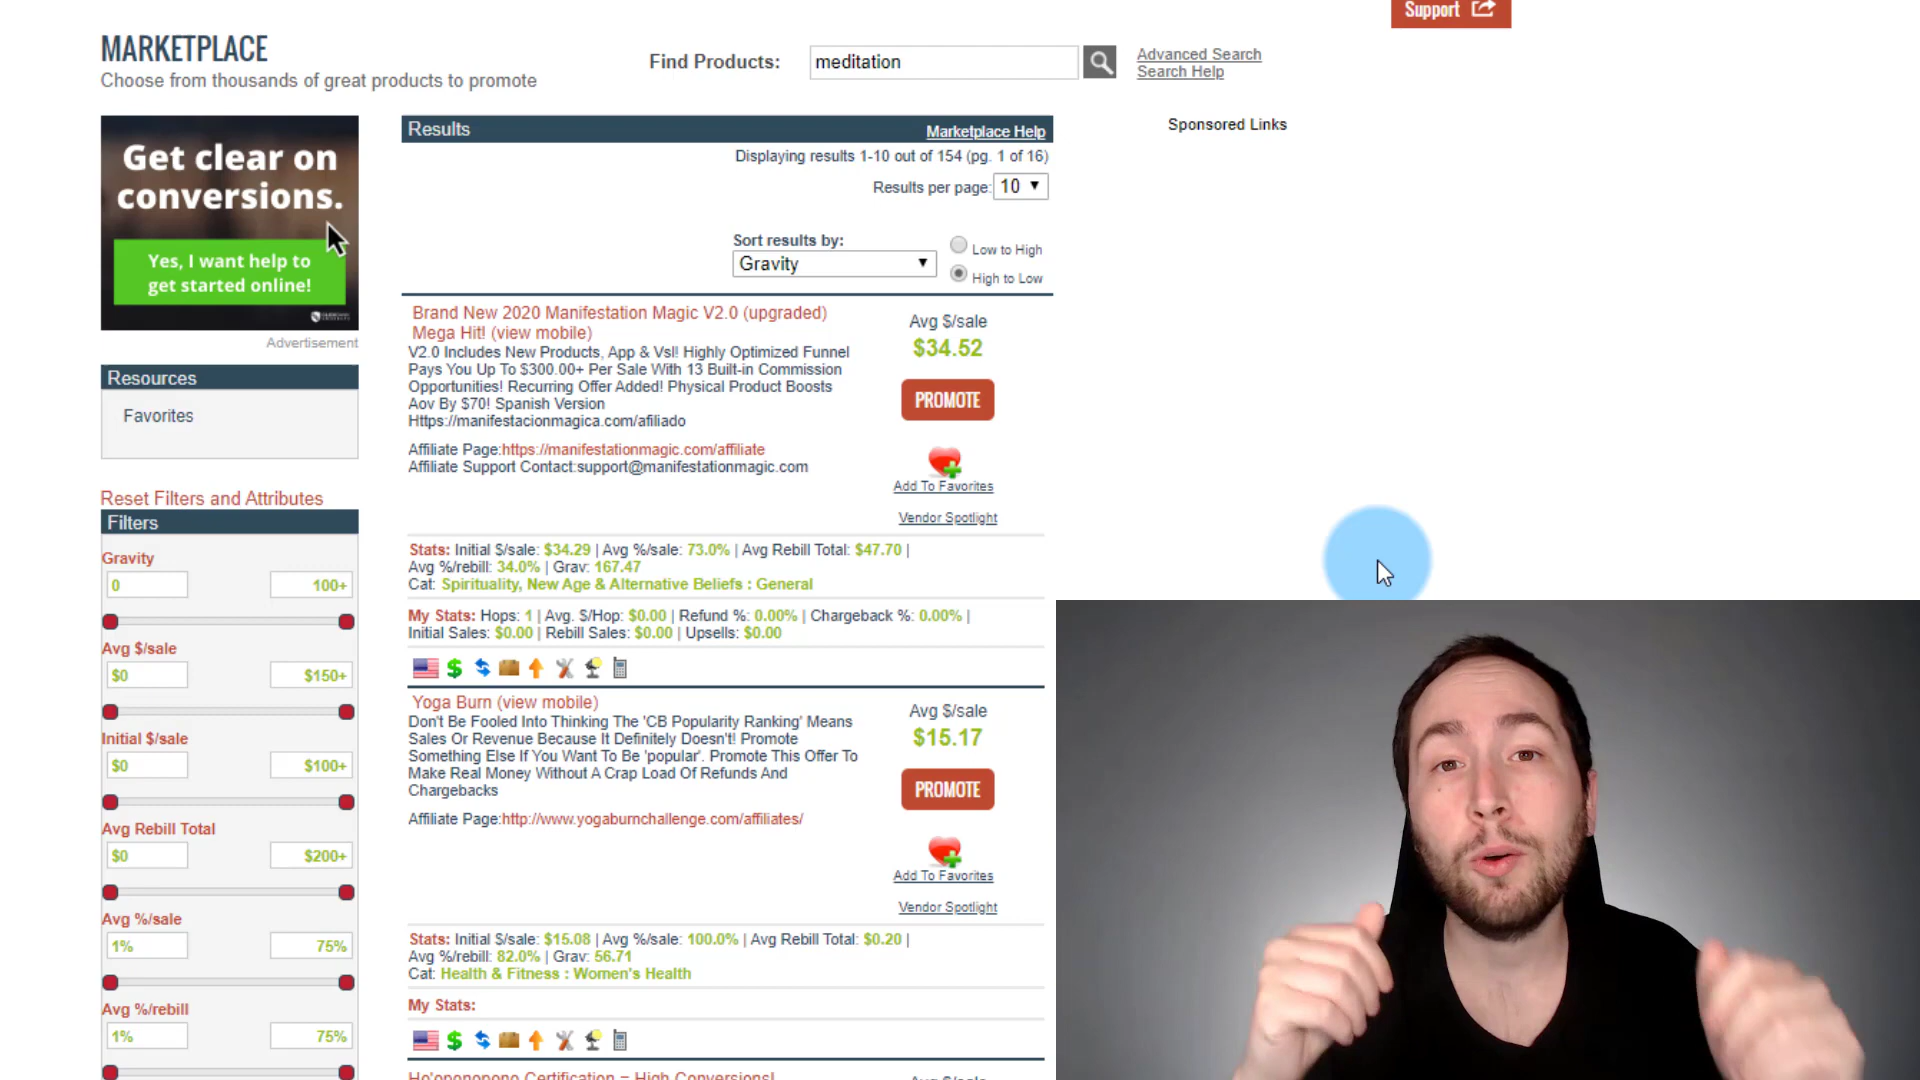 Support
MARKETPLACE
Choose from thousands of great products to promote
Find Products:
meditation
Advanced Search
Search Help
Get clear on
conversions.
Yes, I want help to
get started online!
Advertisement
Resources
Favorites
Reset Filters and Attributes
Filters
Gravity
0
100+
Avg $/sale
$0
$150+
Initial $/sale
$0
$100+
Avg Rebill Total
$0
$200+
Avg %/sale
1%
75%
Avg %/rebill
1%
75%
Results
Marketplace Help
Displaying results 1-10 out of 154 (pg. 1 of 16)
Results per page: 10
Sort results by:
Gravity
Low to High
High to Low
Brand New 2020 Manifestation Magic V2.0 (upgraded)
Mega Hit! (view mobile)
V2.0 Includes New Products, App & Vsl! Highly Optimized Funnel
Pays You Up To $300.00+ Per Sale With 13 Built-in Commission
Opportunities! Recurring Offer Added! Physical Product Boosts
Aov By $70! Spanish Version
Https://manifestacionmagica.com/afiliado
Affiliate Page:https://manifestationmagic.com/affiliate
Affiliate Support Contact:support@manifestationmagic.com
Avg $/sale
$34.52
PROMOTE
Add To Favorites
Vendor Spotlight
Stats: Initial $/sale: $34.29 | Avg %/sale: 73.0% | Avg Rebill Total: $47.70 |
Avg %/rebill: 34.0% | Grav: 167.47
Cat: Spirituality, New Age & Alternative Beliefs : General
My Stats: Hops: 1 | Avg. $/Hop: $0.00 | Refund %: 0.00% | Chargeback %: 0.00% |
Initial Sales: $0.00 | Rebill Sales: $0.00 | Upsells: $0.00
Yoga Burn (view mobile)
Don't Be Fooled Into Thinking The 'CB Popularity Ranking' Means
Sales Or Revenue Because It Definitely Doesn't! Promote
Something Else If You Want To Be 'popular'. Promote This Offer To
Make Real Money Without A Crap Load Of Refunds And
Chargebacks
Affiliate Page:http://www.yogaburnchallenge.com/affiliates/
Avg $/sale
$15.17
PROMOTE
Add To Favorites
Vendor Spotlight
Stats: Initial $/sale: $15.08 | Avg %/sale: 100.0% | Avg Rebill Total: $0.20 |
Avg %/rebill: 82.0% | Grav: 56.71
Cat: Health & Fitness : Women's Health
My Stats:
Ho'oponopono Certification = High Conversions!
Avg $/sale
Sponsored Links